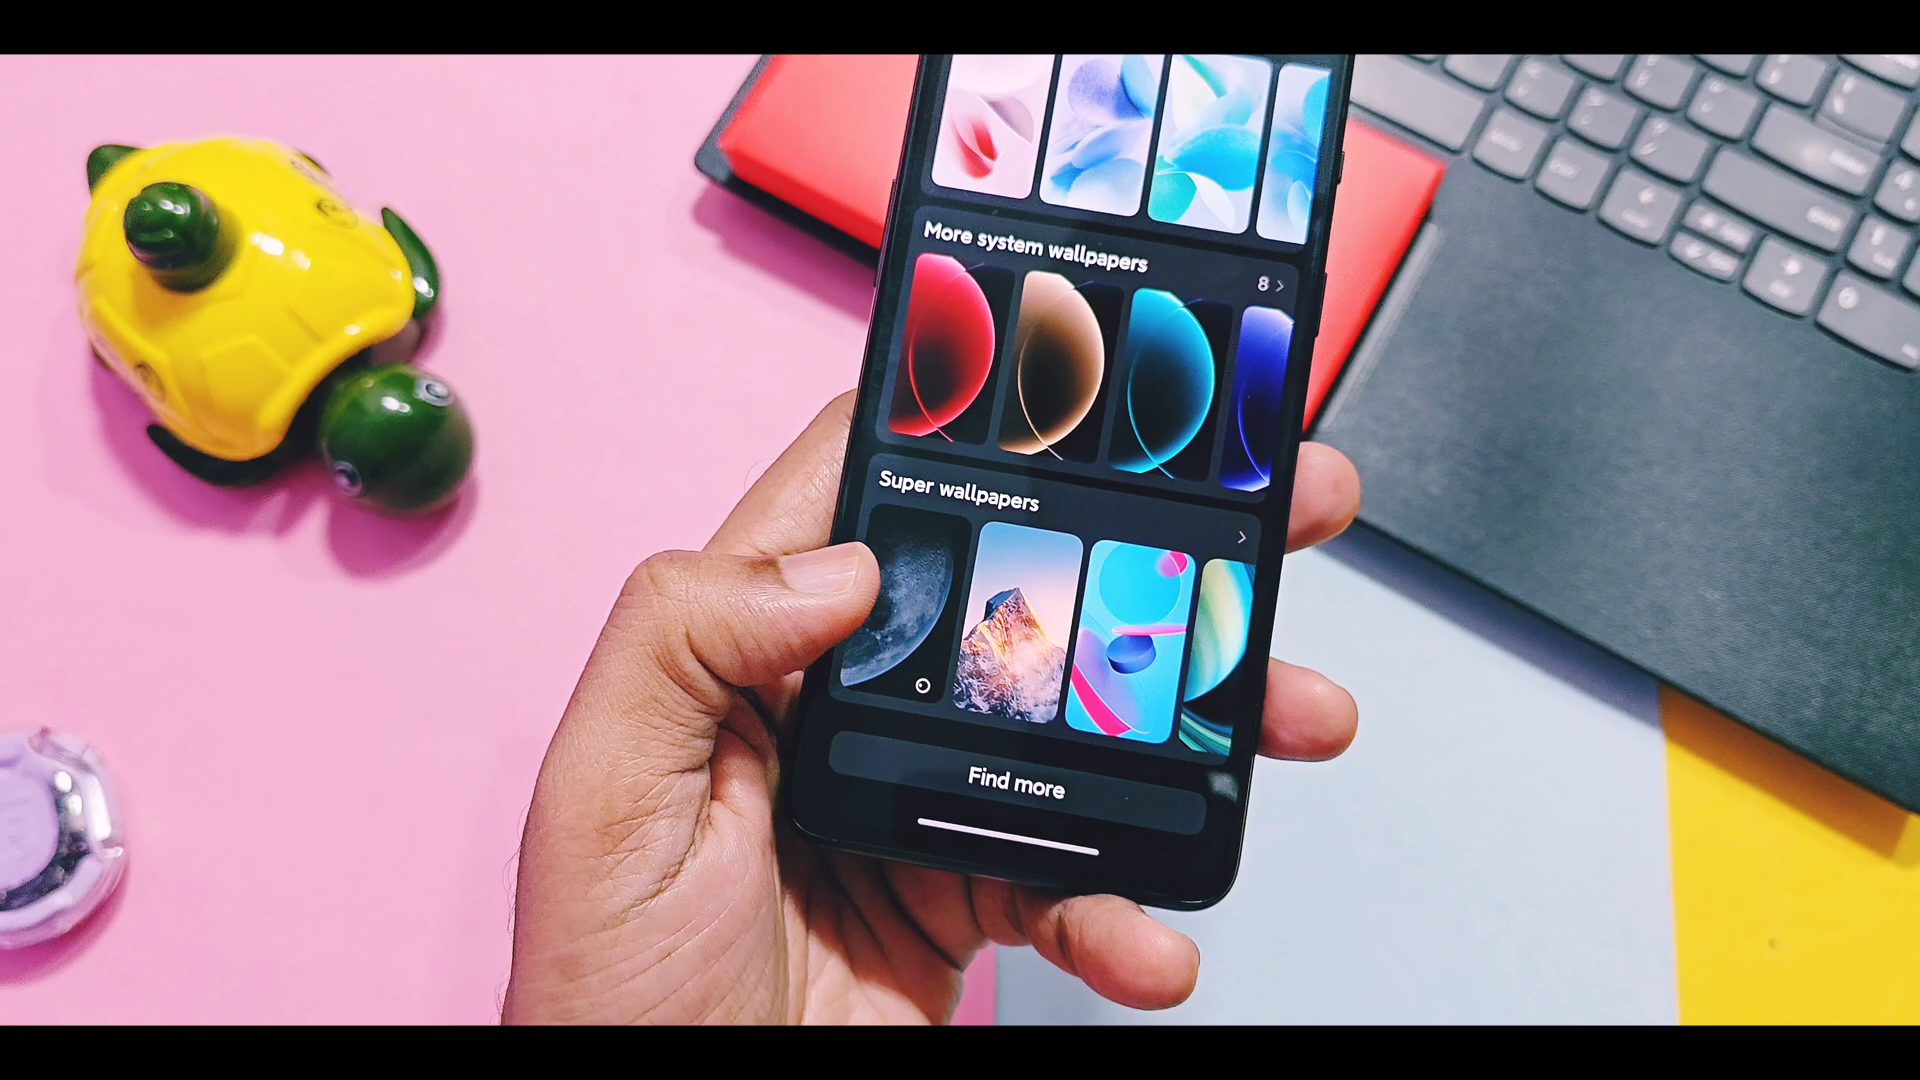 More system wallpapers
8 >
Super wallpapers
>
Find more